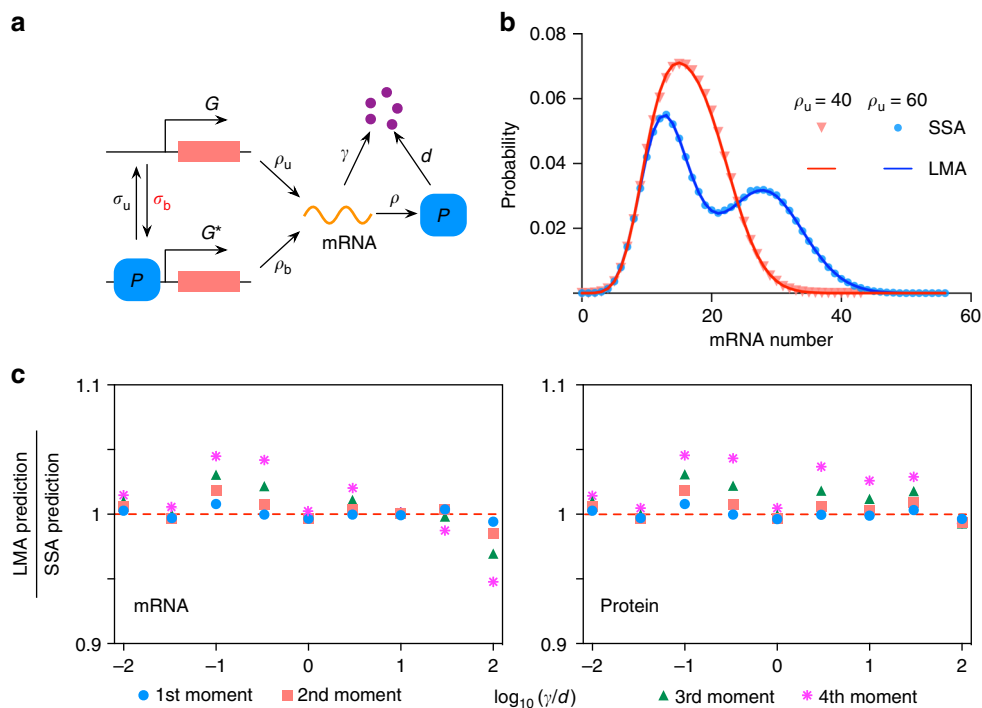 a
G
σu
σb
P
G*
ρu
ρb
γ
d
mRNA
ρ
P
b
Probability
0.08
0.06
0.04
0.02
0
20
40
60
mRNA number
ρu = 40 ρu = 60
SSA
LMA
c
LMA prediction
SSA prediction
1.1
1
0.9
mRNA
–2
–1
0
1
2
1.1
1
0.9
Protein
–2
–1
0
1
2
1st moment 2nd moment log10 (γ/d) 3rd moment 4th moment